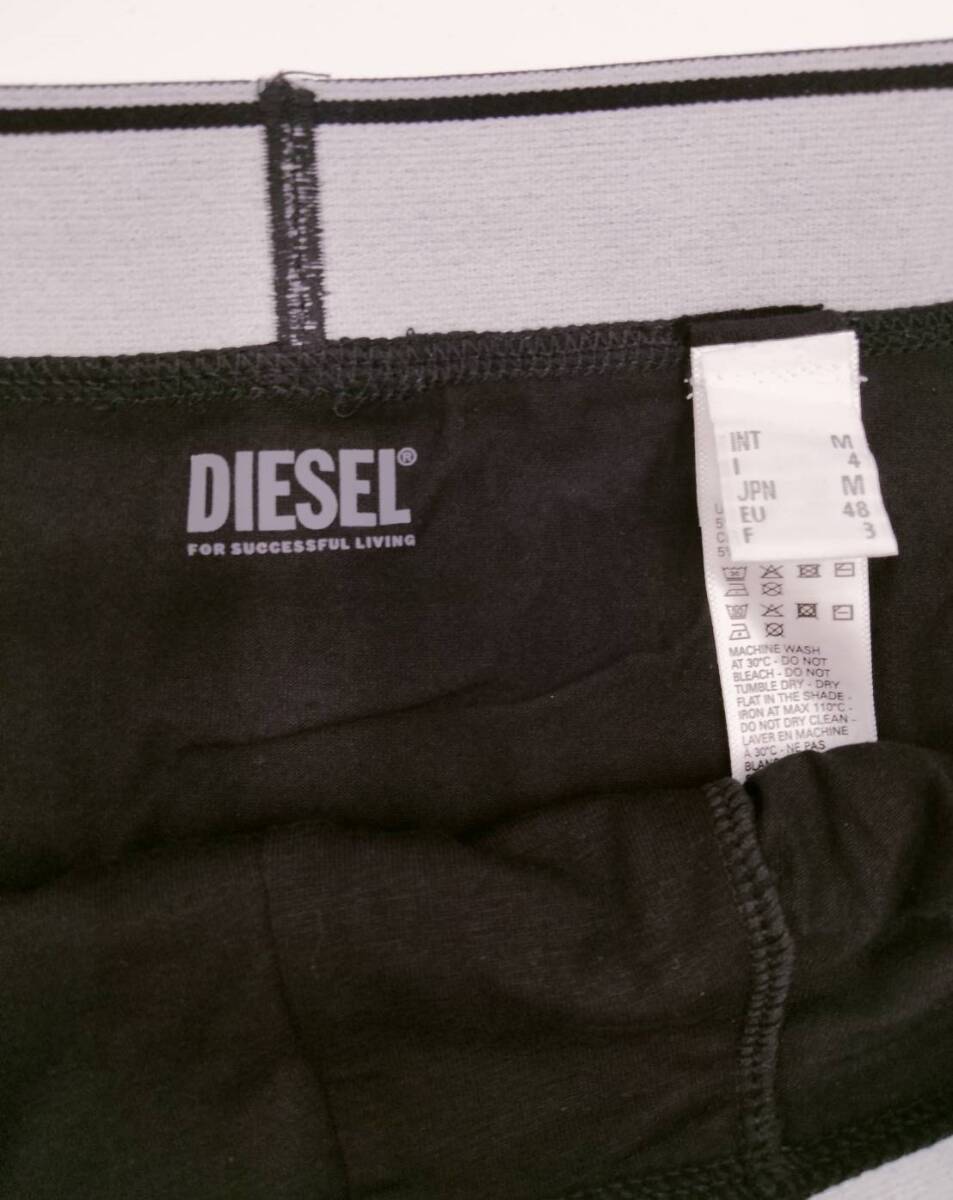 DIESEL®
FOR SUCCESSFUL LIVING
INT M
I 4
JPN M
EU 48
F 3
MACHINE WASH
AT 30°C - DO NOT
BLEACH - DO NOT
TUMBLE DRY - DRY
FLAT IN THE SHADE -
IRON AT MAX 110°C -
DO NOT DRY CLEAN -
LAVER EN MACHINE
À 30°C - NE PAS